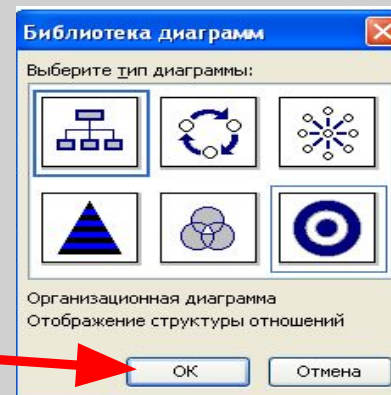 Библиотека диаграмм
Выберите тип диаграммы:
Организационная диаграмма
Отображение структуры отношений
ОК
Отмена